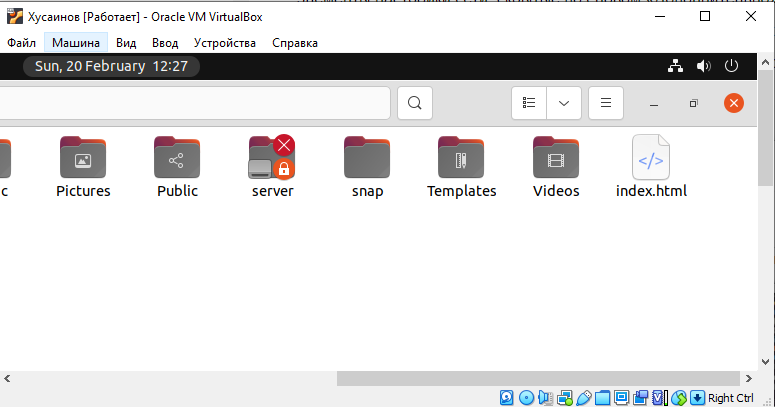 Хусаинов [Работает] - Oracle VM VirtualBox
Файл Машина Вид Ввод Устройства Справка
Sun, 20 February 12:27
c Pictures Public server snap Templates Videos index.html
Right Ctrl